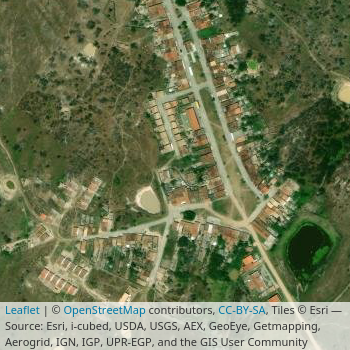 Leaflet | © OpenStreetMap contributors, CC-BY-SA, Tiles © Esri —
Source: Esri, i-cubed, USDA, USGS, AEX, GeoEye, Getmapping,
Aerogrid, IGN, IGP, UPR-EGP, and the GIS User Community